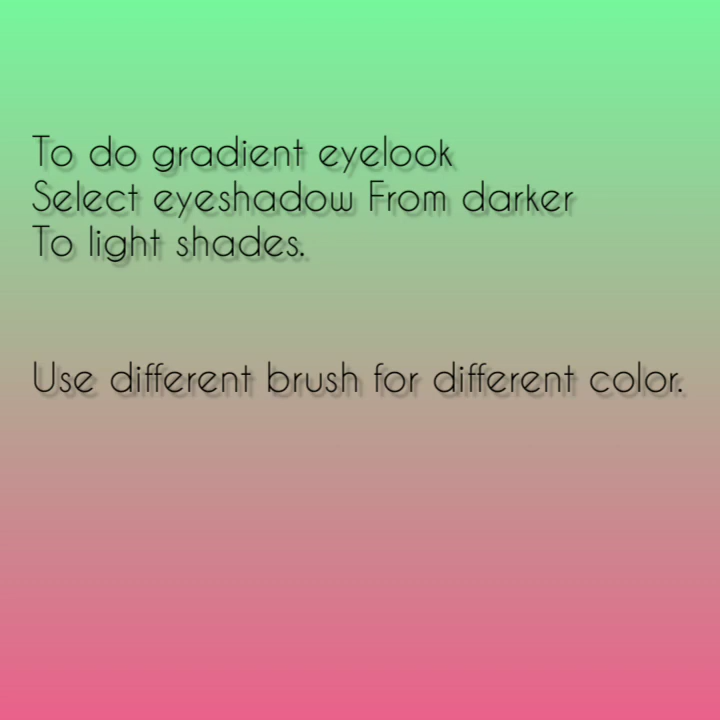 To do gradient eyelook
Select eyeshadow From darker
To light shades.
Use different brush for different color.